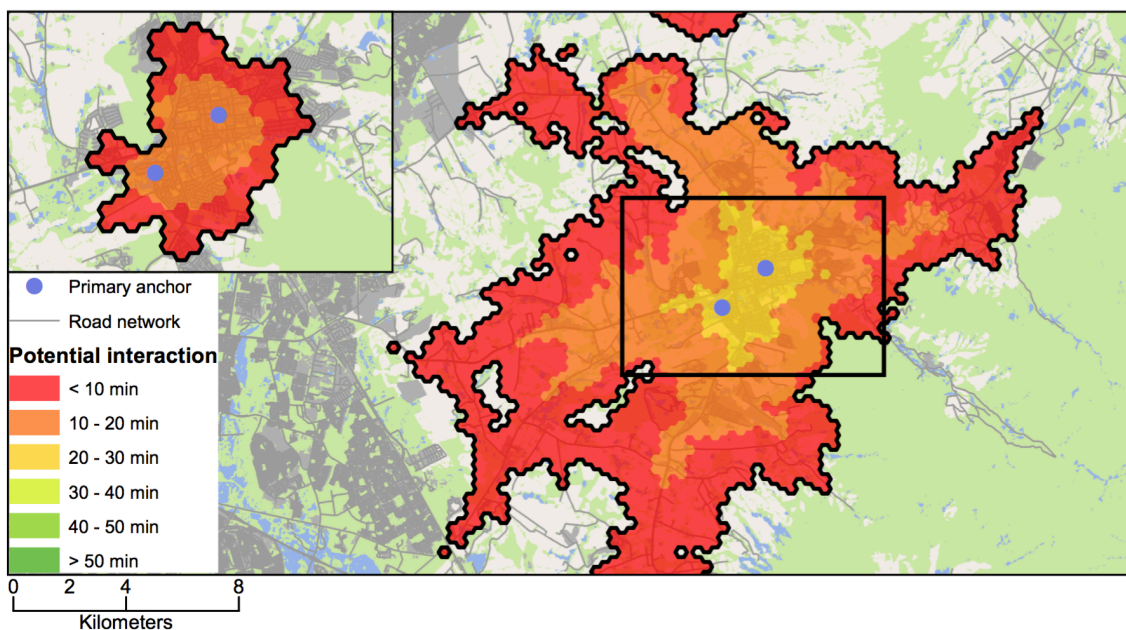 Primary anchor
Road network
Potential interaction
< 10 min
10 - 20 min
20 - 30 min
30 - 40 min
40 - 50 min
> 50 min
0 4 8
Kilometers